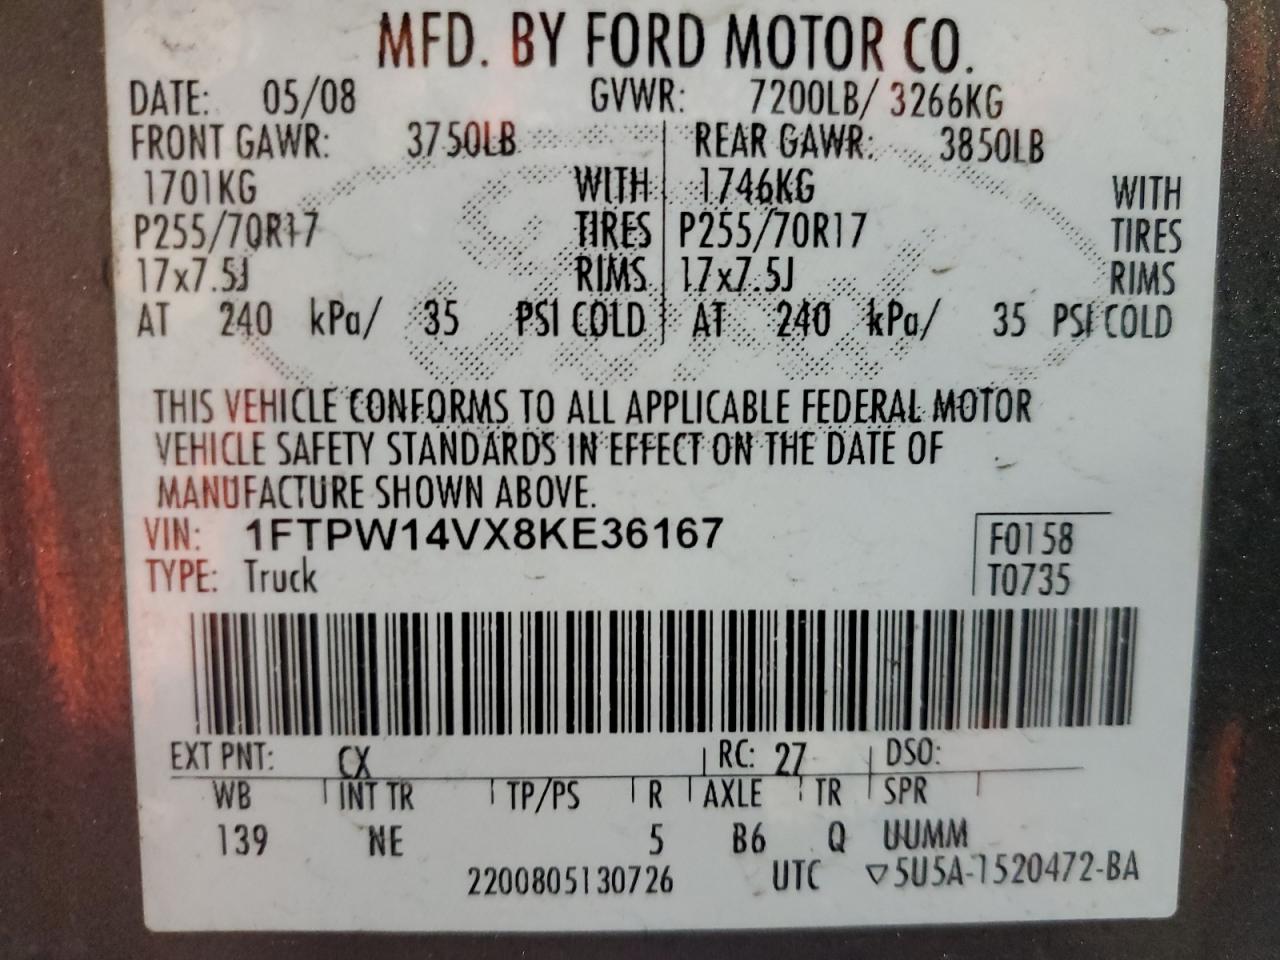 MFD. BY FORD MOTOR CO.
DATE: 05/08 GVWR: 7200LB/ 3266KG
FRONT GAWR: 3750LB REAR GAWR: 3850LB
1701KG WITH 1746KG WITH
P255/70R17 TIRES P255/70R17 TIRES
17x7.5J RIMS 17x7.5J RIMS
AT 240 kPa/ 35 PSI COLD AT 240 kPa/ 35 PSI COLD
THIS VEHICLE CONFORMS TO ALL APPLICABLE FEDERAL MOTOR
VEHICLE SAFETY STANDARDS IN EFFECT ON THE DATE OF
MANUFACTURE SHOWN ABOVE.
VIN: 1FTPW14VX8KE36167 F0158
TYPE: Truck T0735
EXT PNT: CX RC: 27 DSO:
WB INT TR TP/PS R AXLE TR SPR
139 NE 5 B6 Q UUMM
2200805130726 UTC ▽5U5A-1520472-BA